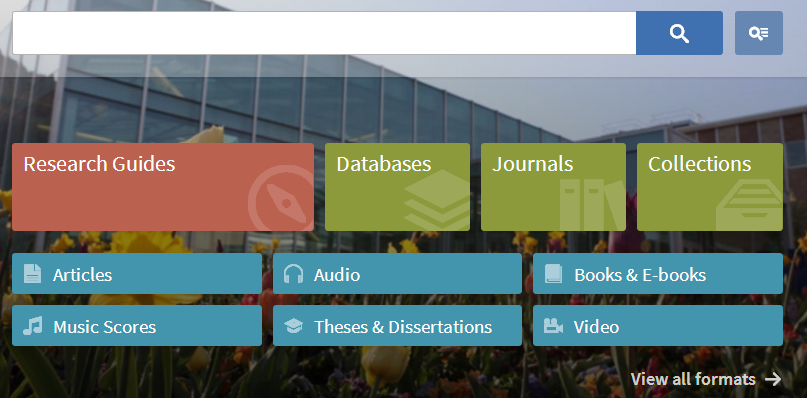 Research Guides
Databases
Journals
Collections
Articles
Audio
Books & E-books
Music Scores
Theses & Dissertations
Video
View all formats